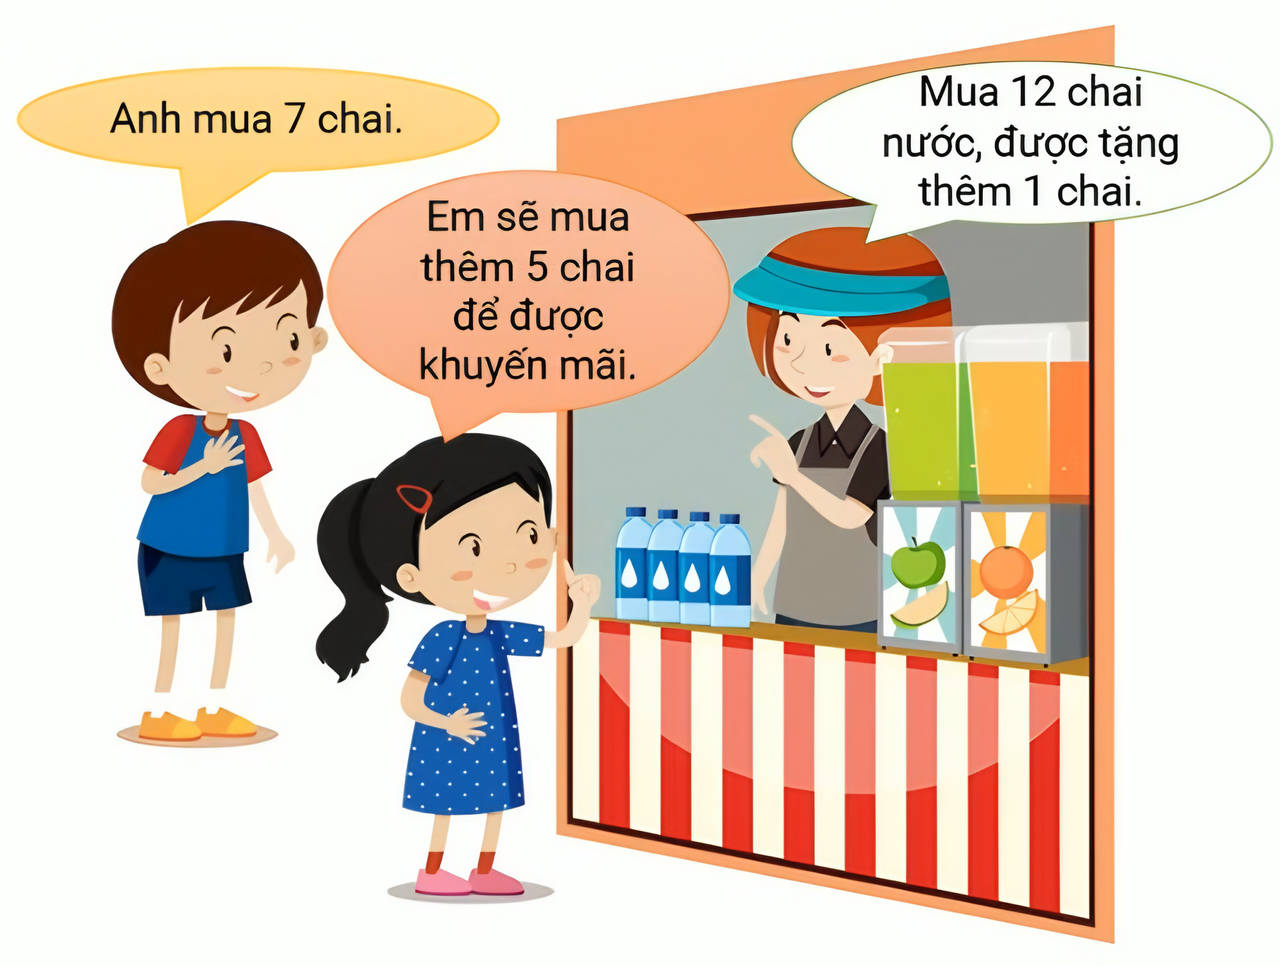 Anh mua 7 chai.
Em sẽ mua
thêm 5 chai
để được
khuyến mãi.
Mua 12 chai
nước, được tặng
thêm 1 chai.